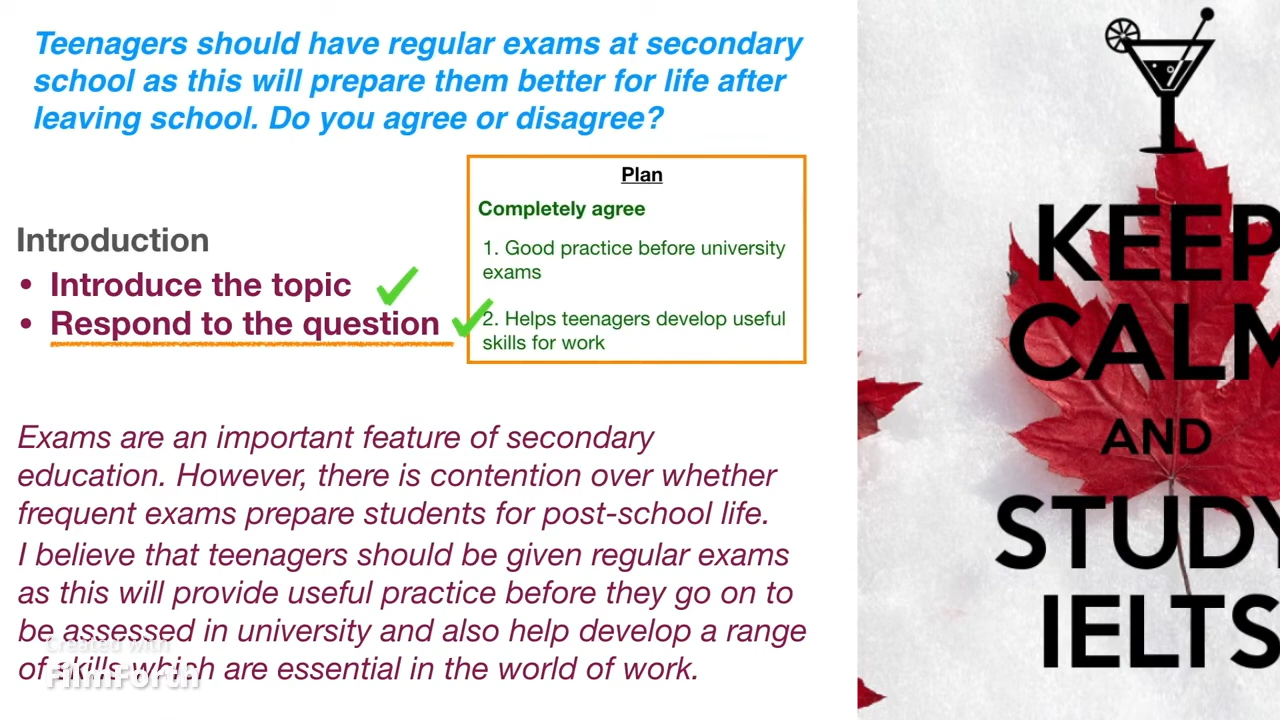 Teenagers should have regular exams at secondary
school as this will prepare them better for life after
leaving school. Do you agree or disagree?
Plan
Completely agree
1. Good practice before university
exams
2. Helps teenagers develop useful
skills for work
Introduction
• Introduce the topic
• Respond to the question
Exams are an important feature of secondary
education. However, there is contention over whether
frequent exams prepare students for post-school life.
I believe that teenagers should be given regular exams
as this will provide useful practice before they go on to
be assessed in university and also help develop a range
of skills which are essential in the world of work.
Created with
FilmForth
KEEP
CALM
AND
STUDY
IELTS